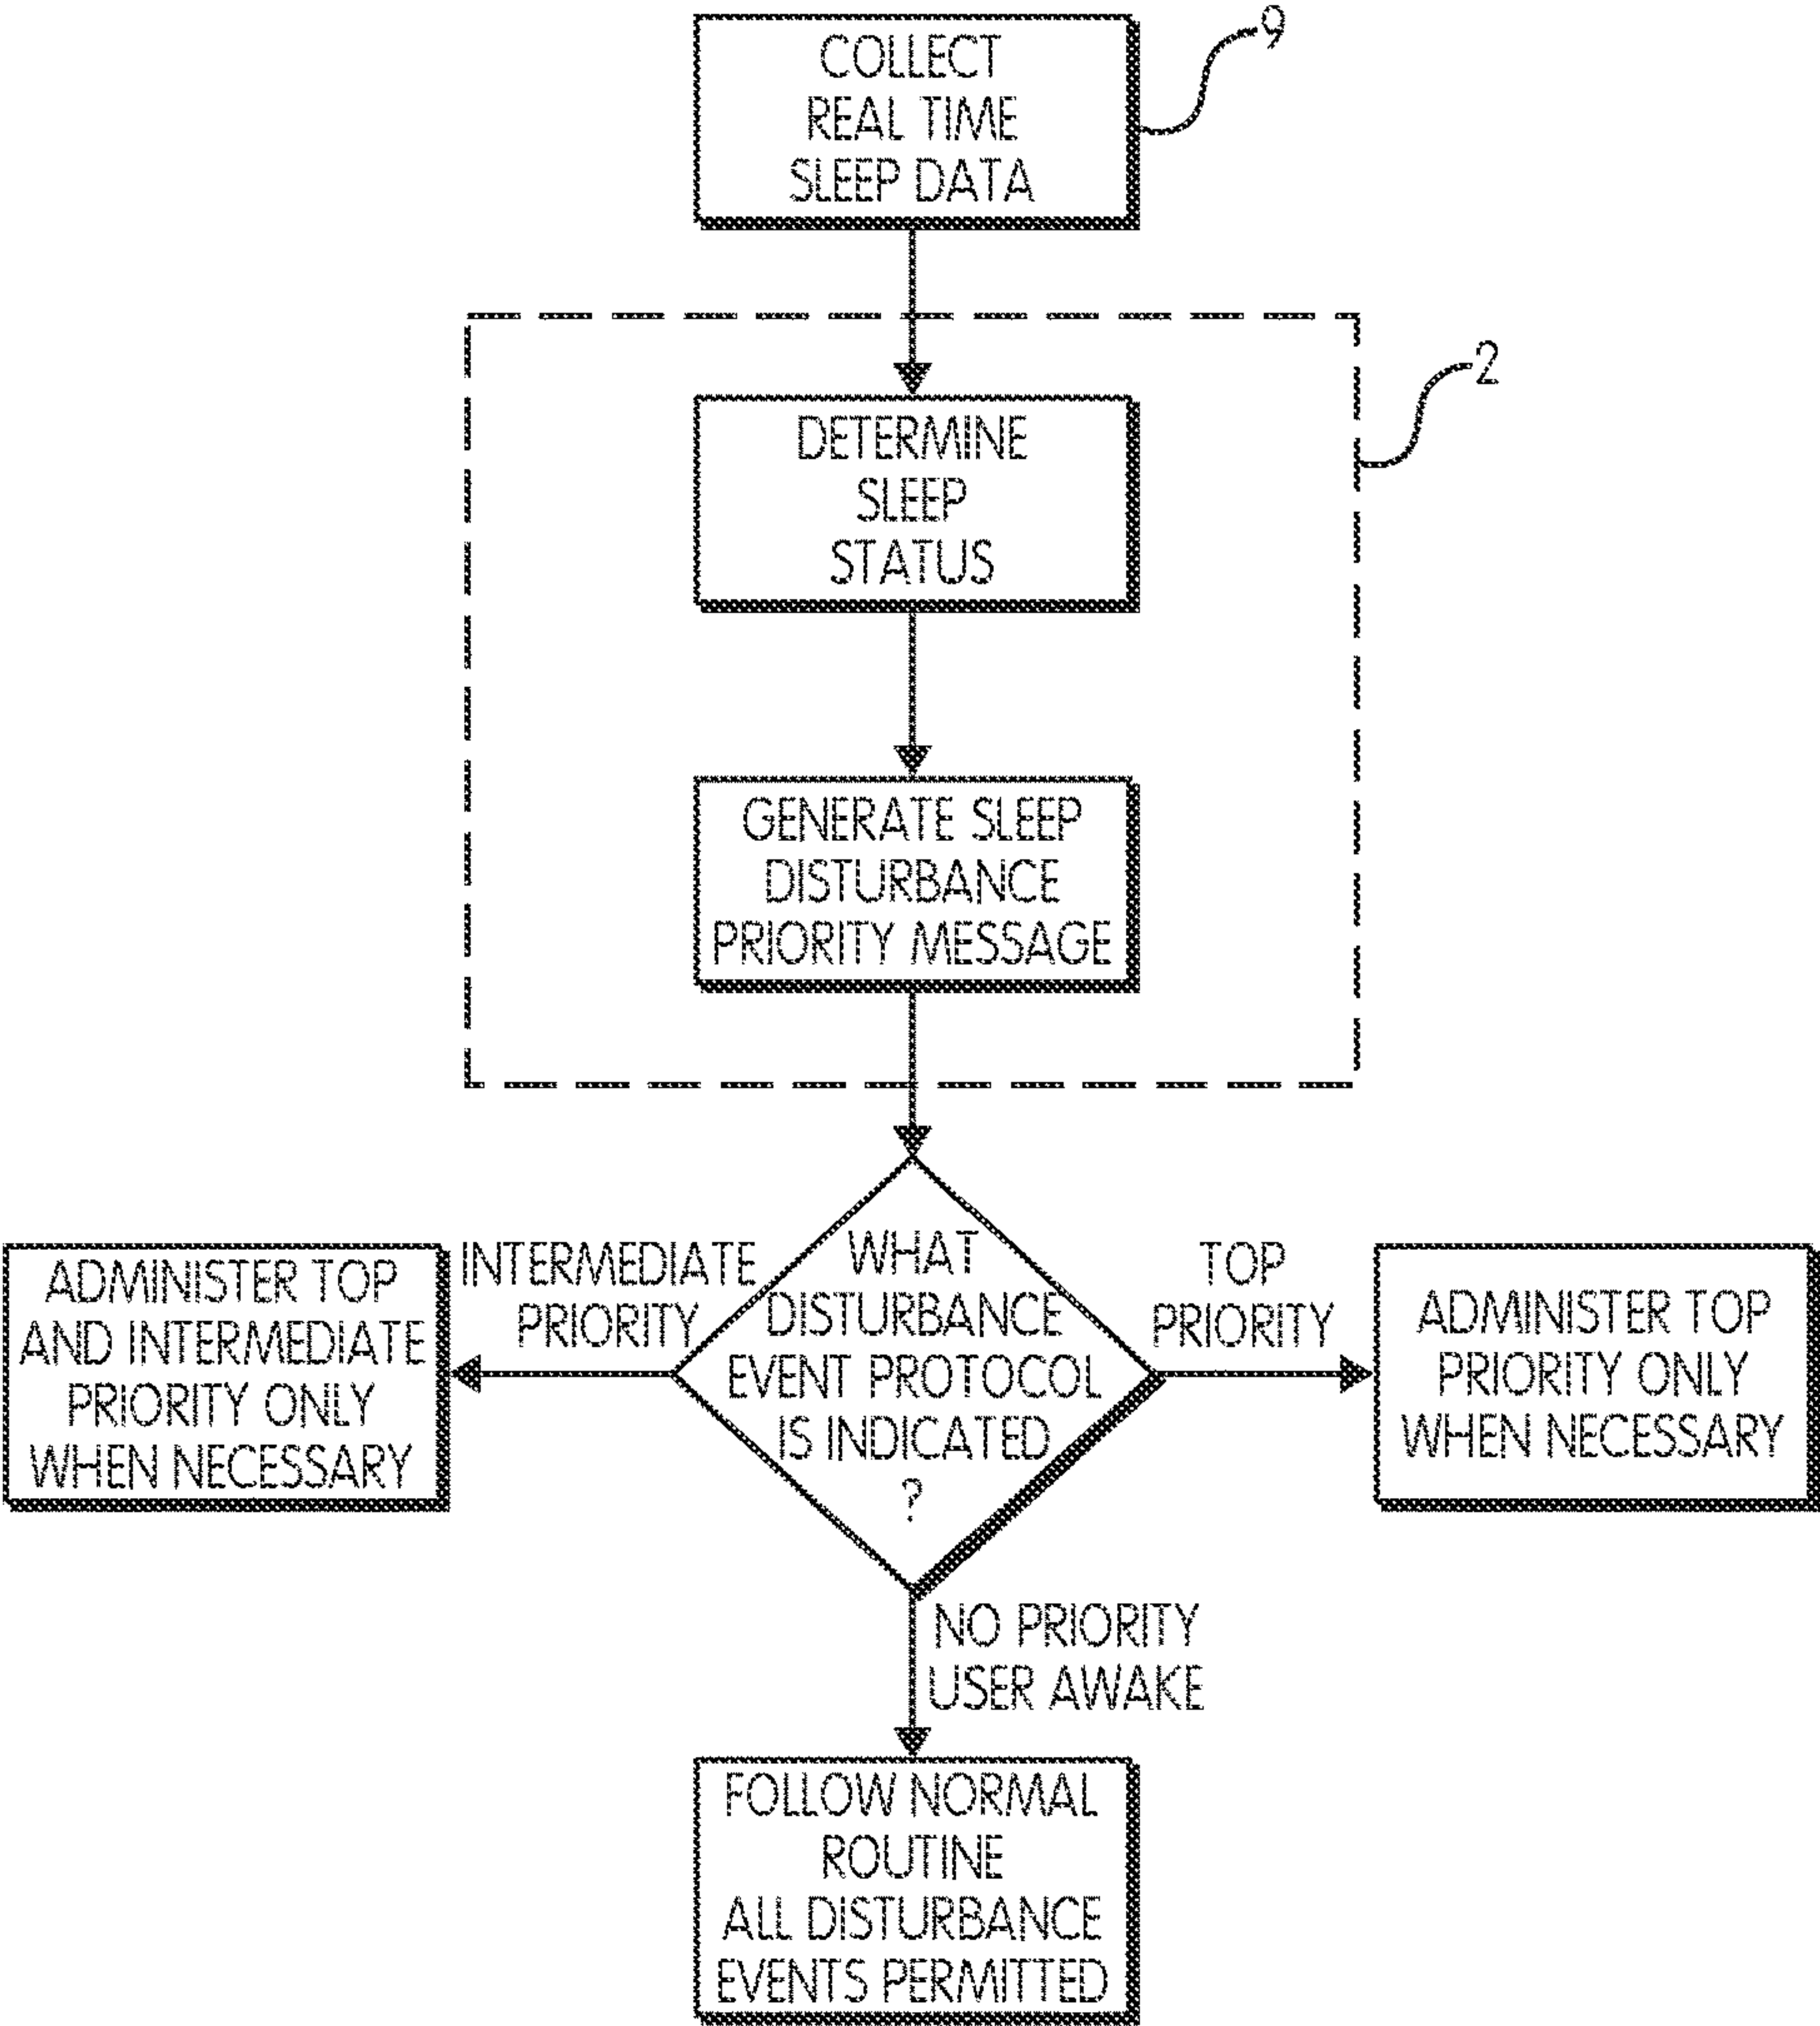 COLLECT
REAL TIME
SLEEP DATA
9
2
DETERMINE
SLEEP
STATUS
GENERATE SLEEP
DISTURBANCE
PRIORITY MESSAGE
ADMINISTER TOP
AND INTERMEDIATE
PRIORITY ONLY
WHEN NECESSARY
INTERMEDIATE
PRIORITY
WHAT
DISTURBANCE
EVENT PROTOCOL
IS INDICATED
?
TOP
PRIORITY
ADMINISTER TOP
PRIORITY ONLY
WHEN NECESSARY
NO PRIORITY
USER AWAKE
FOLLOW NORMAL
ROUTINE
ALL DISTURBANCE
EVENTS PERMITTED